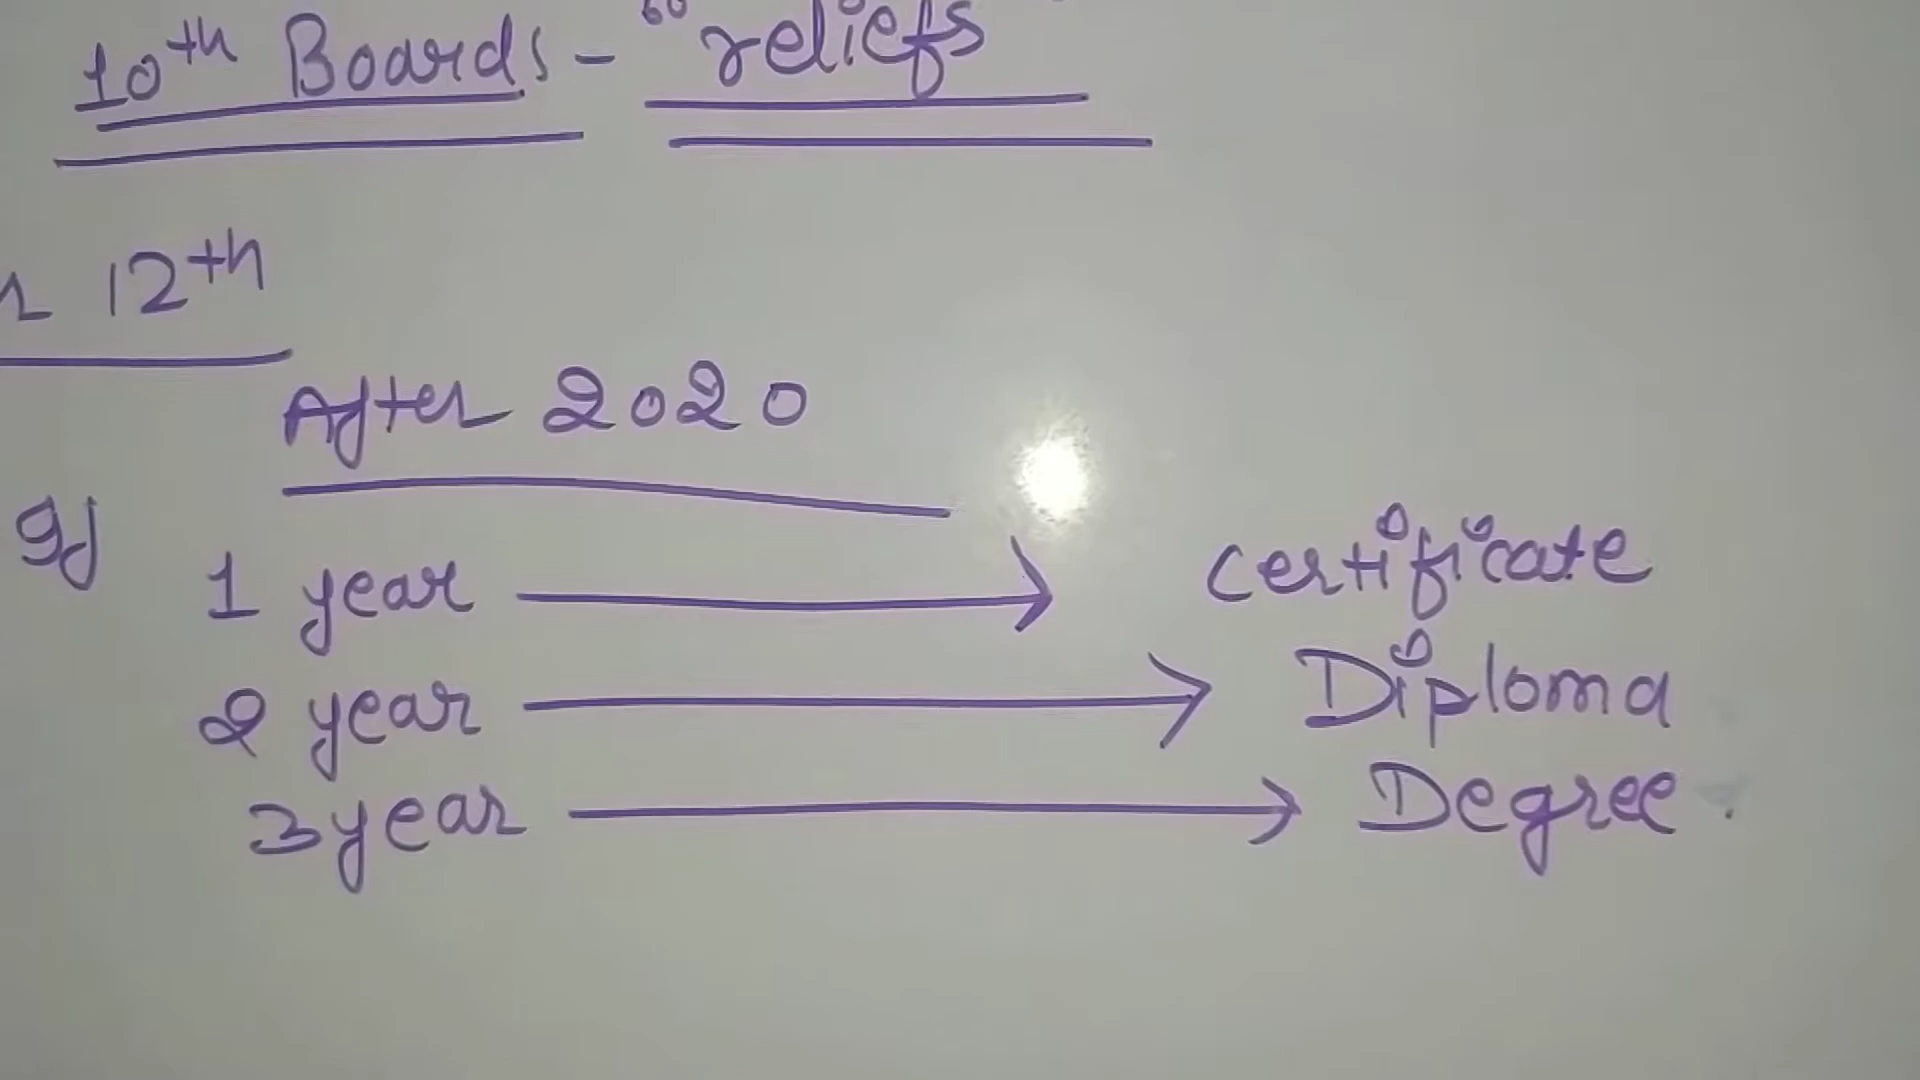 10th Boards - "reliefs
12th
After 2020
1 year → certificate
2 year → Diploma
3 year → Degree.